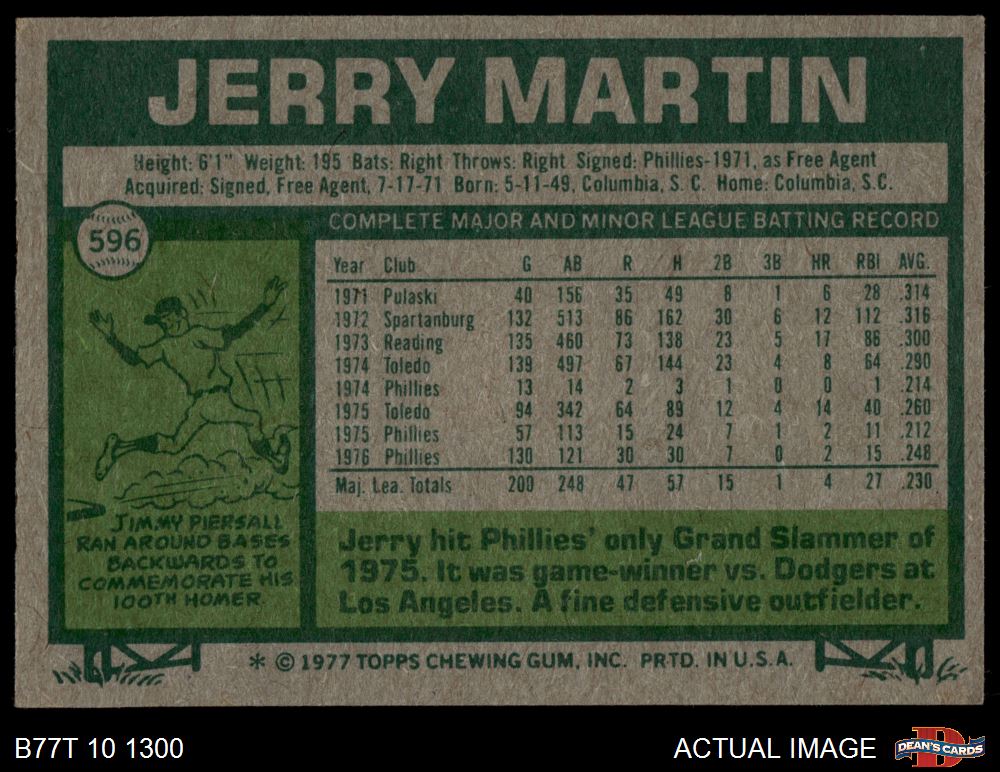 JERRY MARTIN
Height: 6'1" Weight: 195 Bats: Right Throws: Right Signed: Phillies-1971, as Free Agent
Acquired: Signed, Free Agent, 7-17-71 Born: 5-11-49, Columbia, S. C. Home: Columbia, S.C.
596
COMPLETE MAJOR AND MINOR LEAGUE BATTING RECORD
Year Club G AB R H 2B 3B HR RBI AVG.
1971 Pulaski 40 156 35 49 8 1 6 28 .314
1972 Spartanburg 132 513 86 162 30 6 12 112 .316
1973 Reading 135 460 73 138 23 5 17 86 .300
1974 Toledo 139 497 67 144 23 4 8 64 .290
1974 Phillies 13 14 2 3 1 0 0 1 .214
1975 Toledo 94 342 64 89 12 4 14 40 .260
1975 Phillies 57 113 15 24 7 1 2 11 .212
1976 Phillies 130 121 30 30 7 0 2 15 .248
Maj. Lea. Totals 200 248 47 57 15 1 4 27 .230
JIMMY PIERSALL
RAN AROUND BASES
BACKWARDS TO
COMMEMORATE HIS
100TH HOMER.
Jerry hit Phillies' only Grand Slammer of
1975. It was game-winner vs. Dodgers at
Los Angeles. A fine defensive outfielder.
* © 1977 TOPPS CHEWING GUM, INC. PRTD. IN U.S.A.
B77T 10 1300
ACTUAL IMAGE
D
DEAN'S CARDS